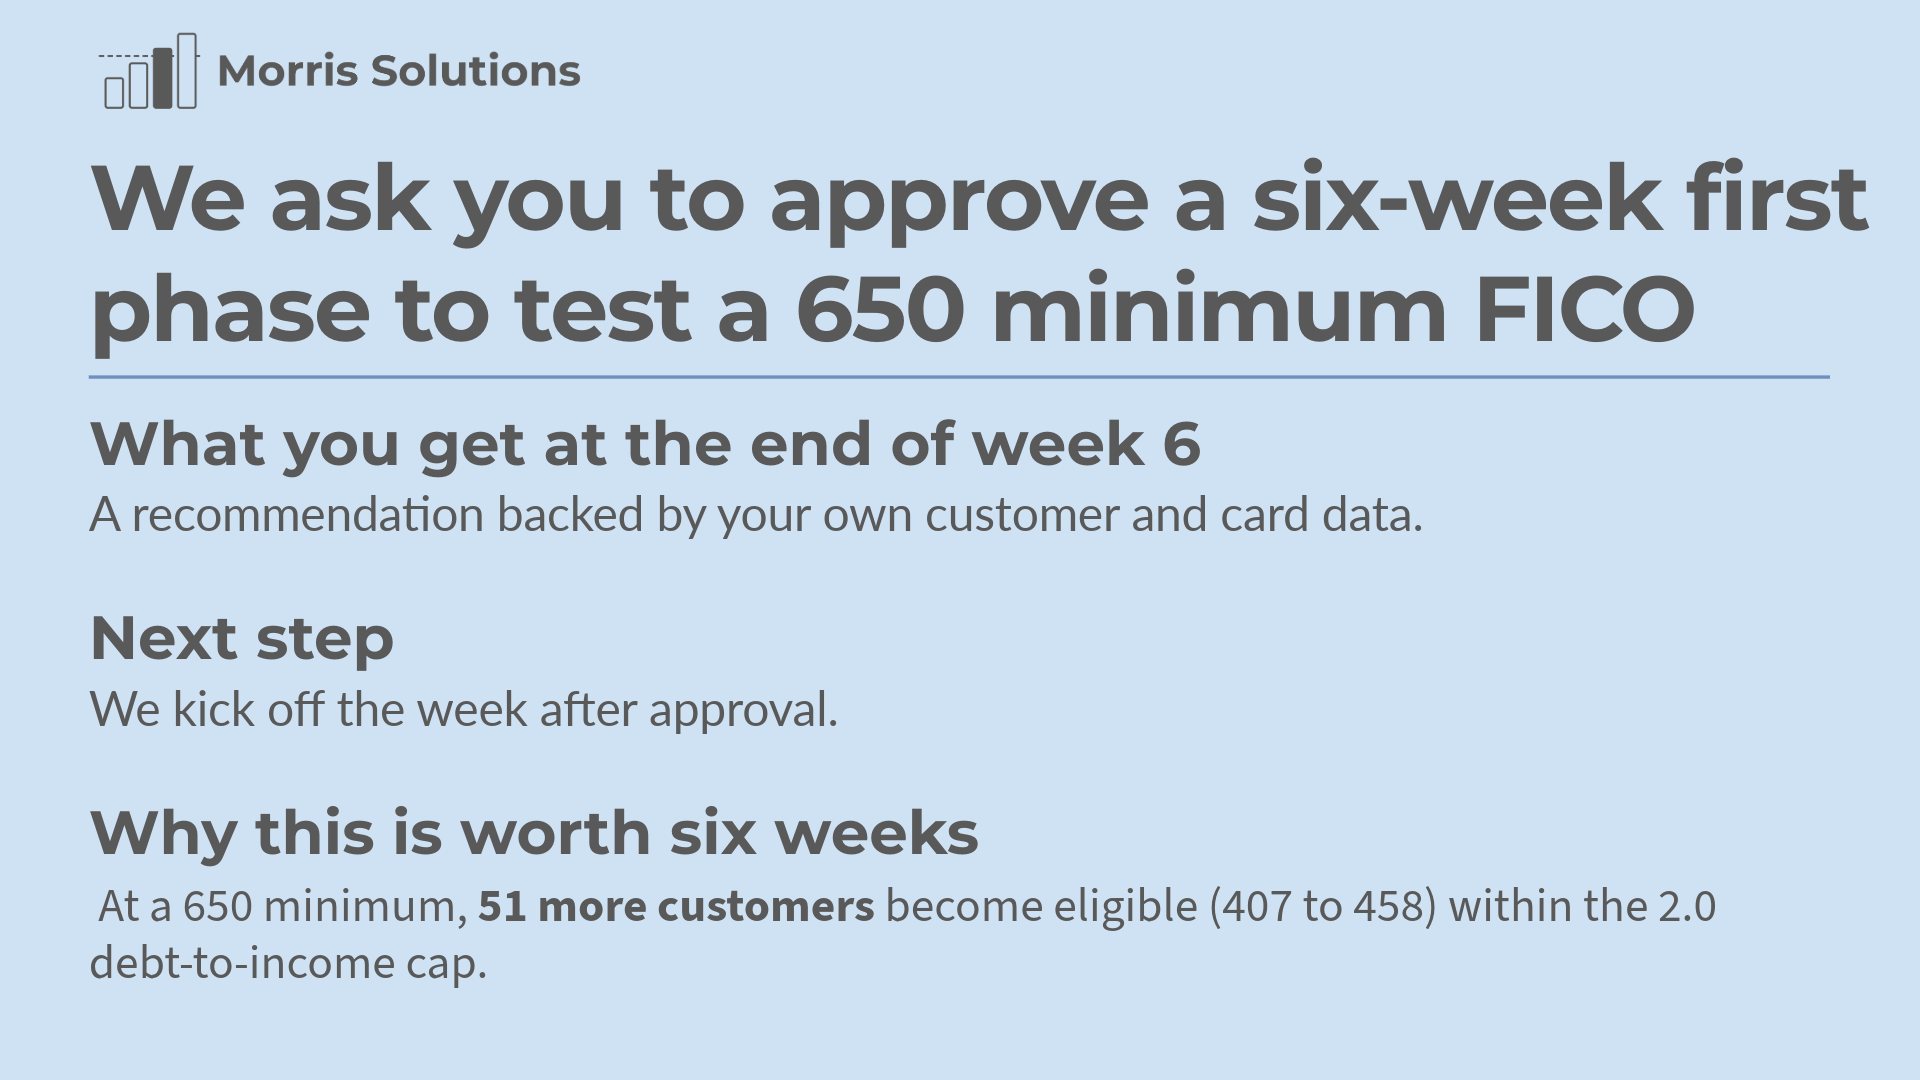 Morris Solutions
We ask you to approve a six-week first
phase to test a 650 minimum FICO
What you get at the end of week 6
A recommendation backed by your own customer and card data.
Next step
We kick off the week after approval.
Why this is worth six weeks
At a 650 minimum, 51 more customers become eligible (407 to 458) within the 2.0
debt-to-income cap.